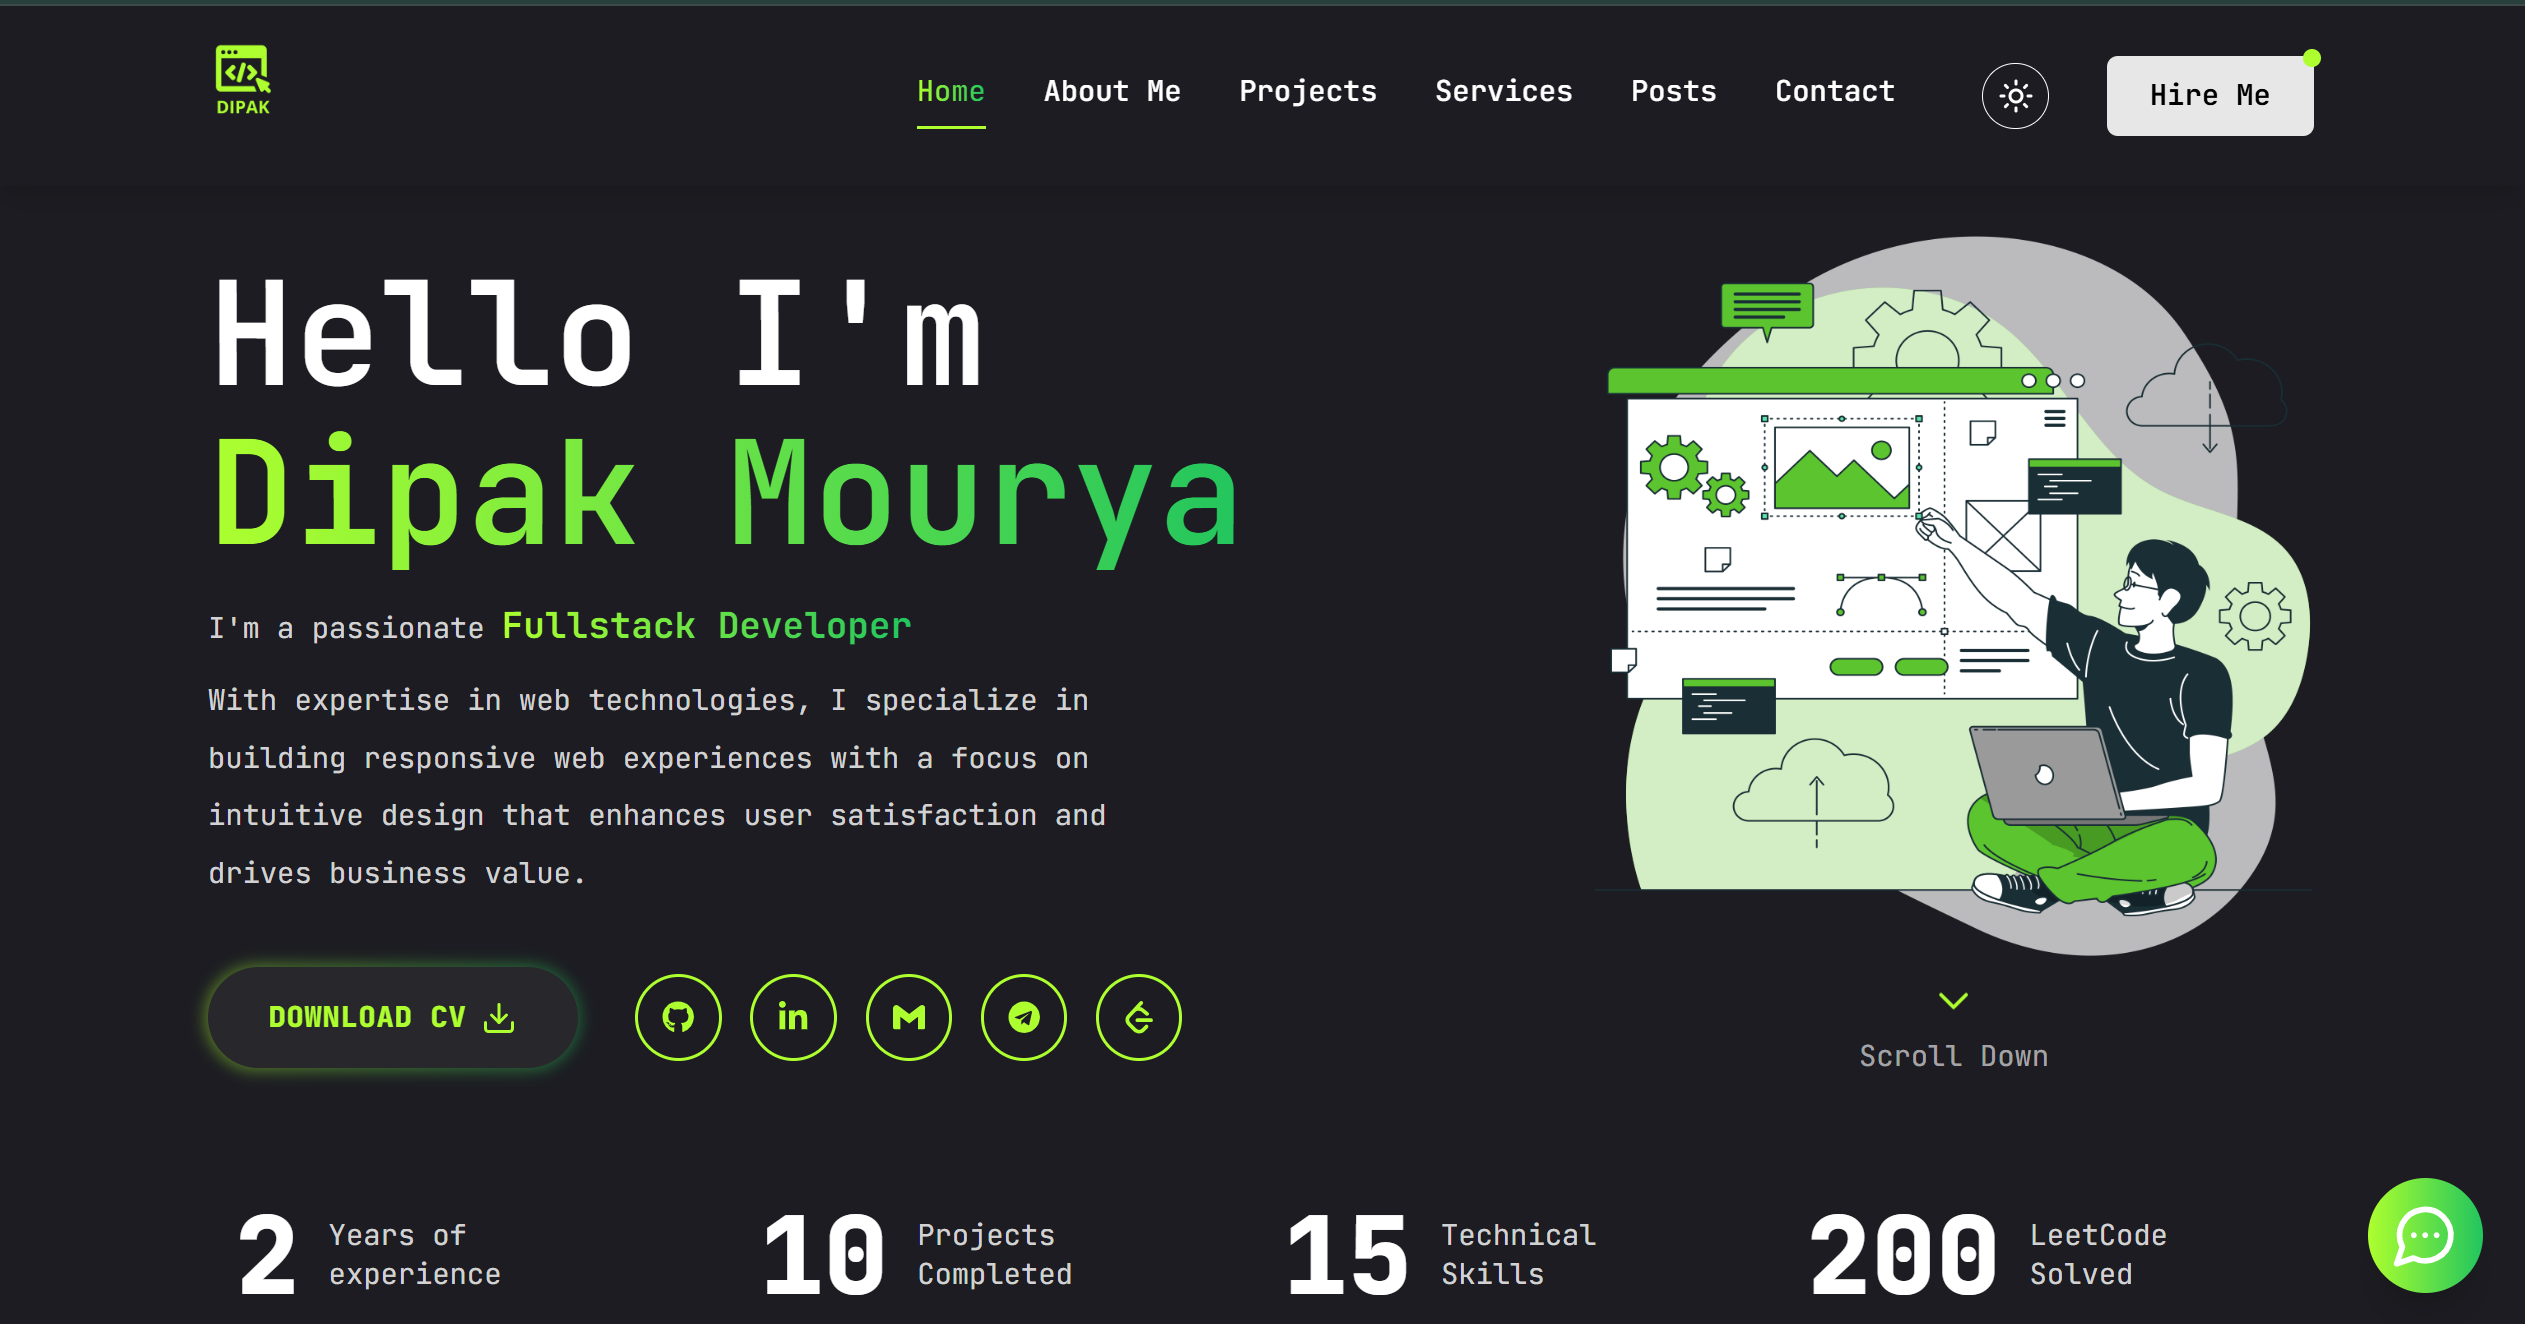 DIPAK
Home
About Me
Projects
Services
Posts
Contact
Hire Me
Hello I'm
Dipak Mourya
I'm a passionate Fullstack Developer
With expertise in web technologies, I specialize in
building responsive web experiences with a focus on
intuitive design that enhances user satisfaction and
drives business value.
DOWNLOAD CV
in
Scroll Down
2
Years of
experience
10
Projects
Completed
15
Technical
Skills
200
LeetCode
Solved